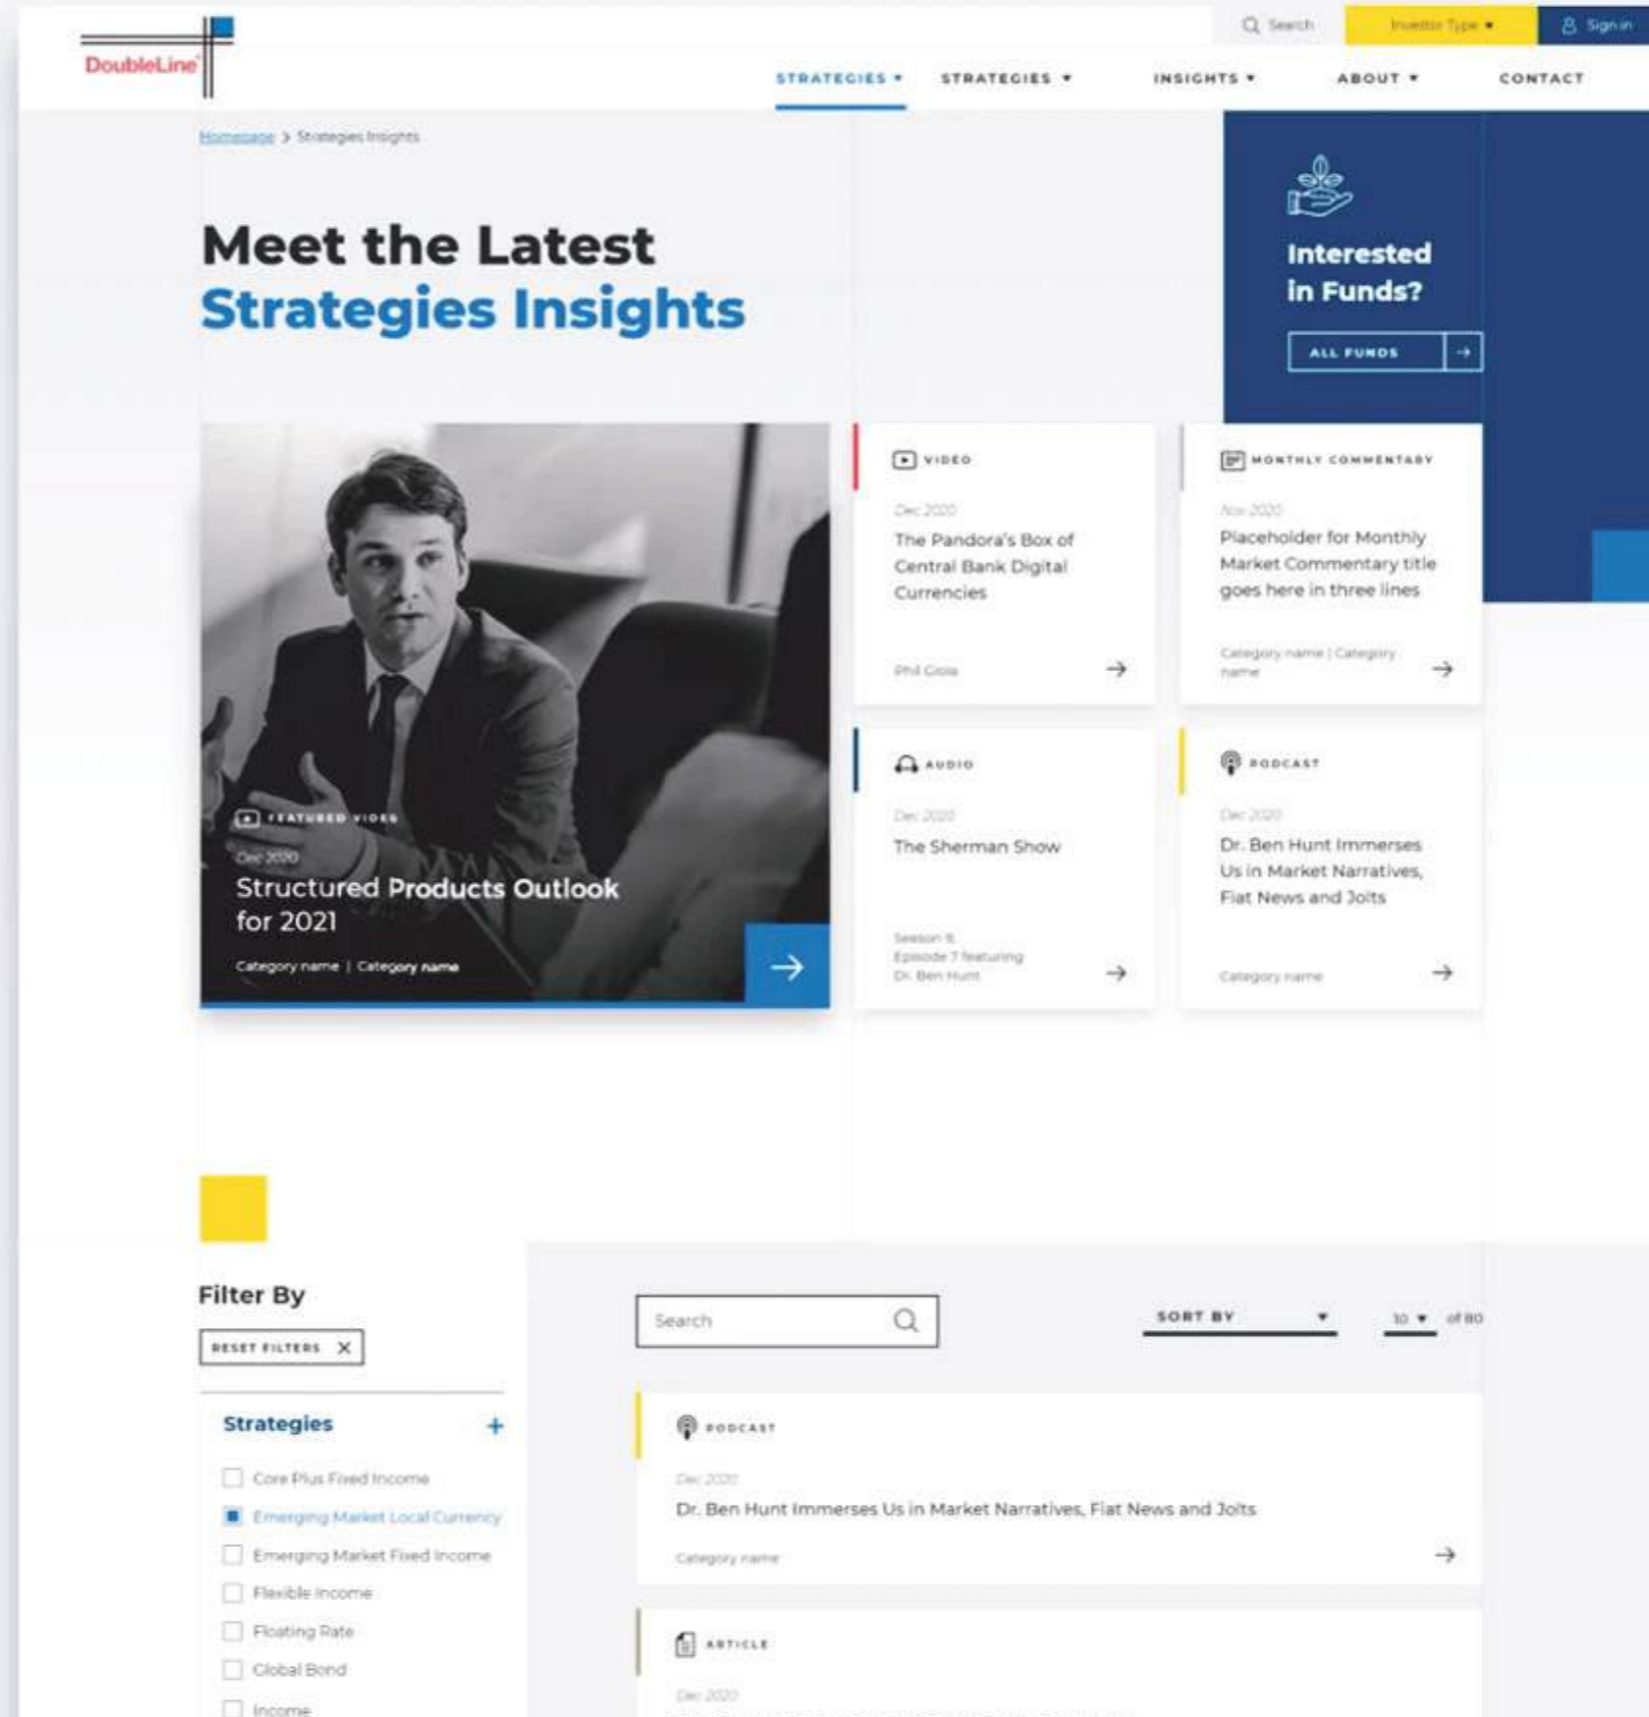 DoubleLine®
Search
Investor Type
Sign in
STRATEGIES
STRATEGIES
INSIGHTS
ABOUT
CONTACT
Homepage > Strategies Insights
Meet the Latest
Strategies Insights
Interested
in Funds?
ALL FUNDS
FEATURED VIDEO
Dec 2020
Structured Products Outlook
for 2021
Category name | Category name
VIDEO
Dec 2020
The Pandora's Box of
Central Bank Digital
Currencies
Phil Gioia
MONTHLY COMMENTARY
Nov 2020
Placeholder for Monthly
Market Commentary title
goes here in three lines
Category name | Category
name
AUDIO
Dec 2020
The Sherman Show
Season
Episode 7 featuring
Dr. Ben Hunt
PODCAST
Dec 2020
Dr. Ben Hunt Immerses
Us in Market Narratives,
Fiat News and Jolts
Category name
Filter By
RESET FILTERS X
Strategies +
Core Plus Fixed Income
Emerging Market Local Currency
Emerging Market Fixed Income
Flexible Income
Floating Rate
Global Bond
Income
Search
SORT BY
10 of 80
PODCAST
Dec 2020
Dr. Ben Hunt Immerses Us in Market Narratives, Fiat News and Jolts
Category name
ARTICLE
Dec 2020